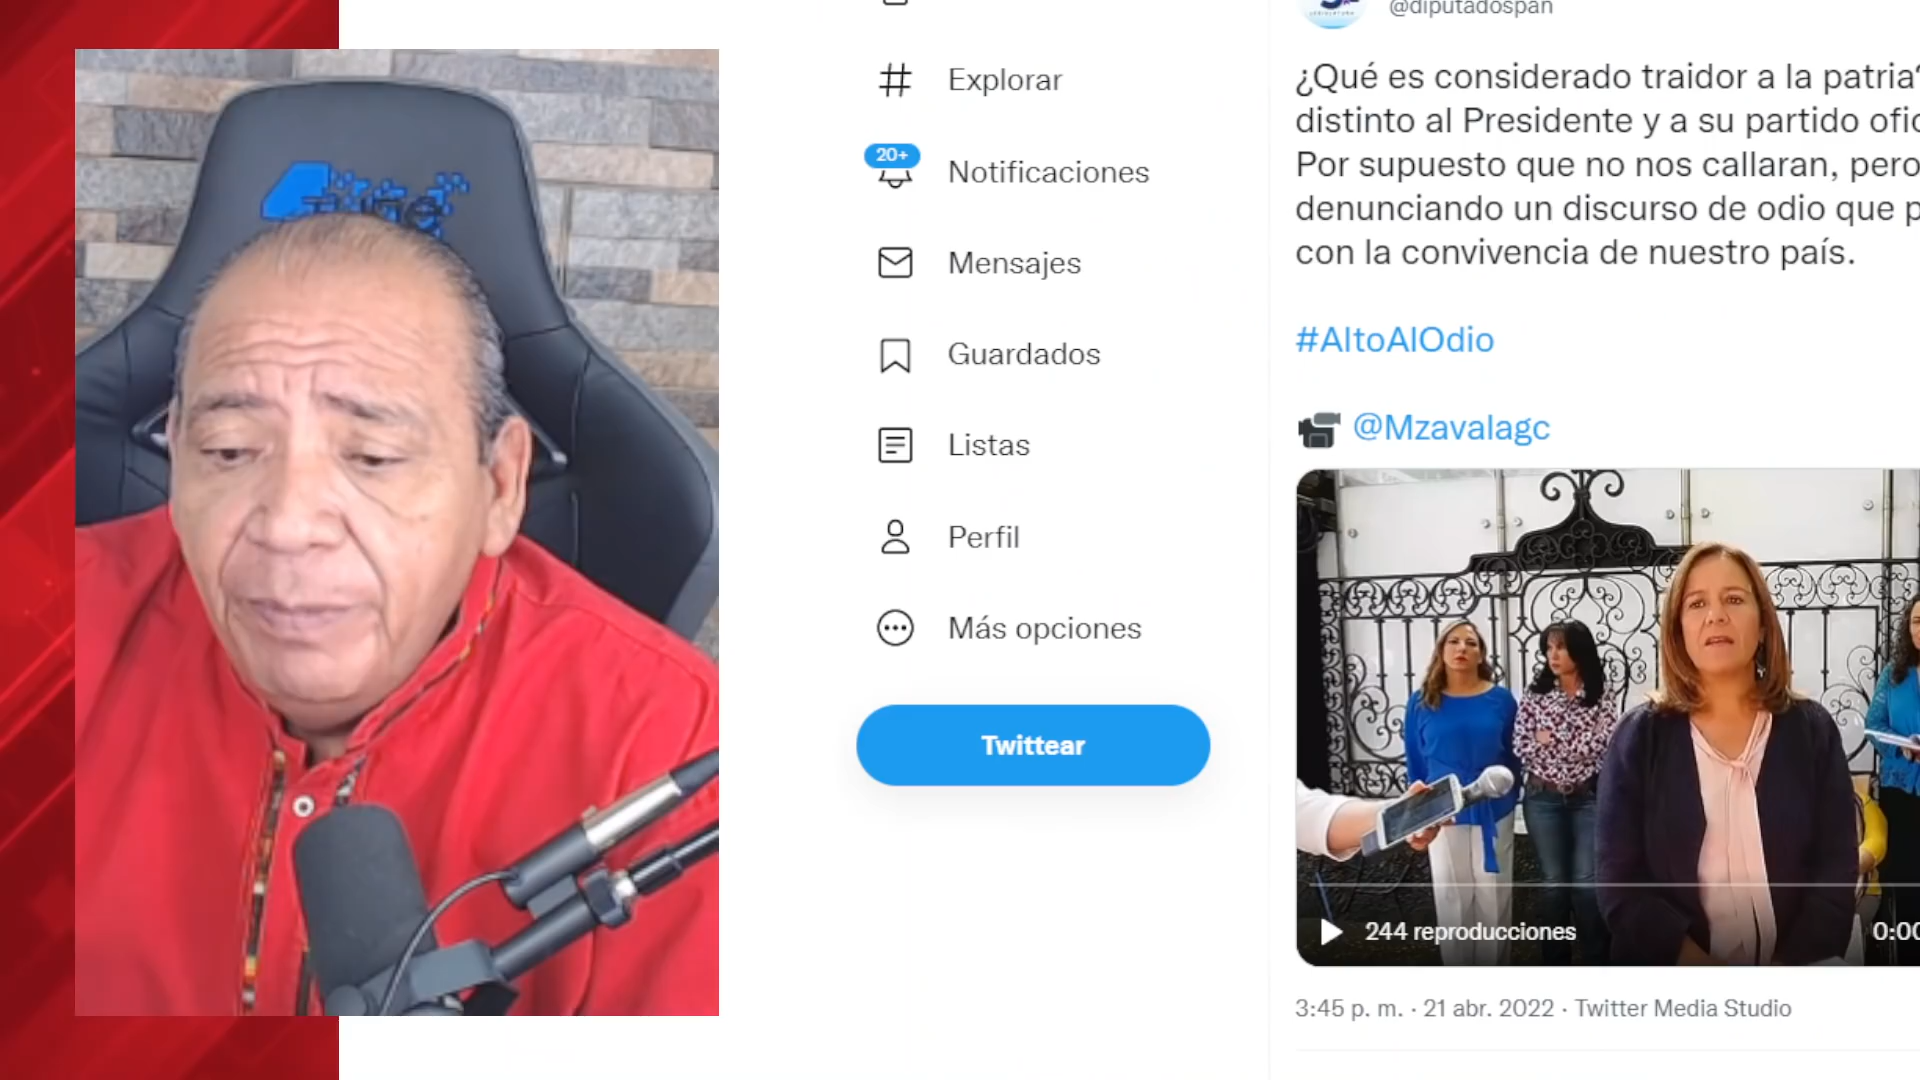 @diputadospan
Explorar
20+
Notificaciones
Mensajes
Guardados
Listas
Perfil
Más opciones
Twittear
¿Qué es considerado traidor a la patria?
distinto al Presidente y a su partido
Por supuesto que no nos callaran, pero
denunciando un discurso de odio que
con la convivencia de nuestro país.
#AltoAlOdio
@Mzavalagc
244 reproducciones
3:45 p. m. · 21 abr. 2022 · Twitter Media Studio